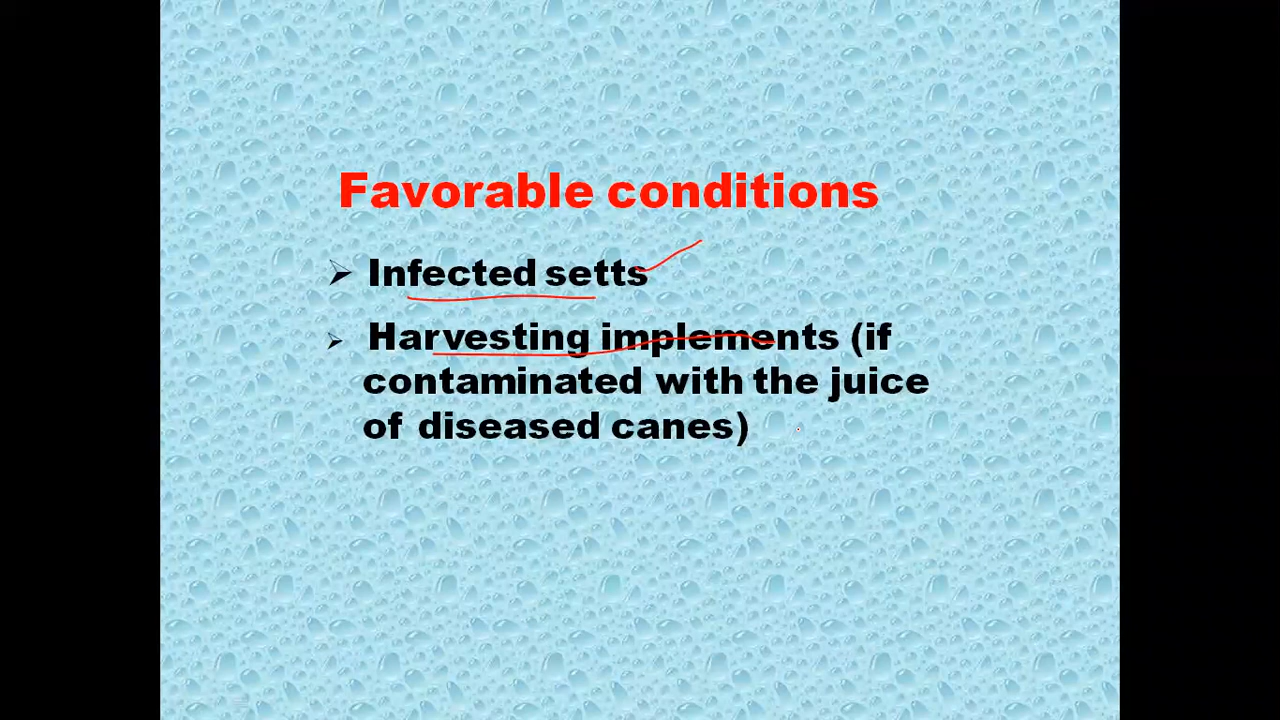 Favorable conditions
➢ Infected setts
➢ Harvesting implements (if
contaminated with the juice
of diseased canes)